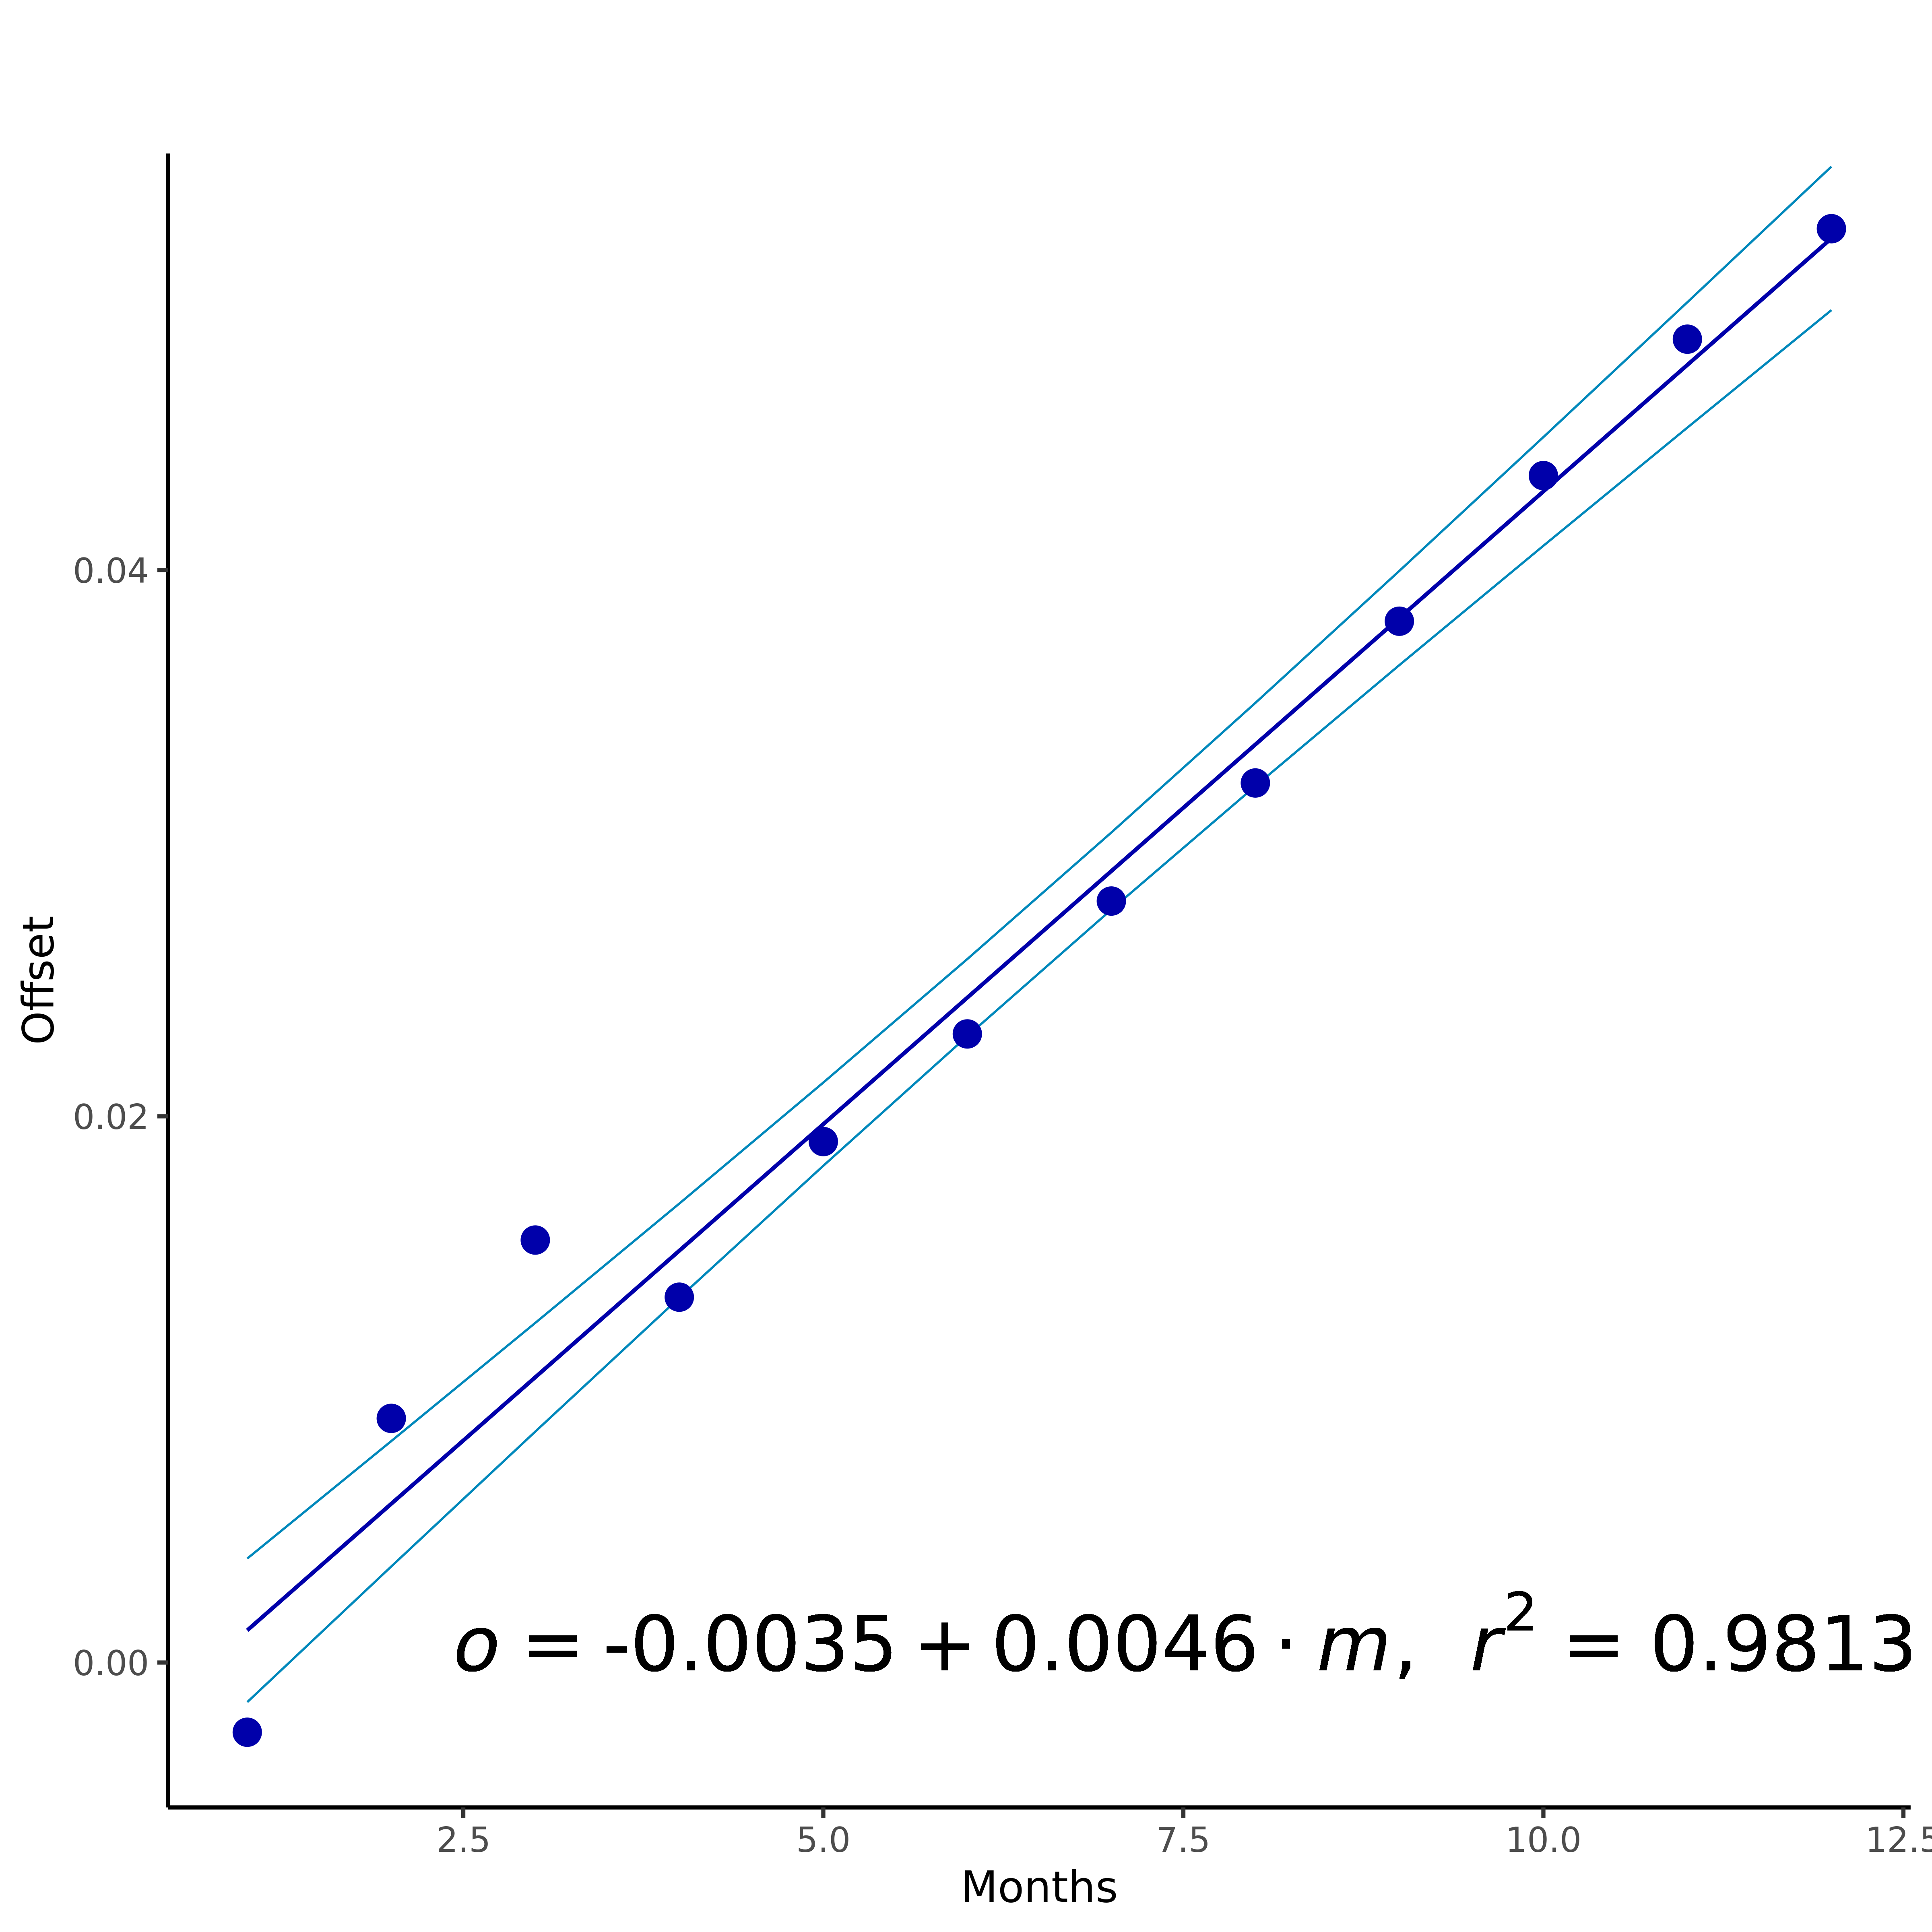 0.04
Offset
0.02
o = -0.0035 + 0.0046 · m, r² = 0.9813
0.00
2.5 5.0 7.5 10.0 12.5
Months